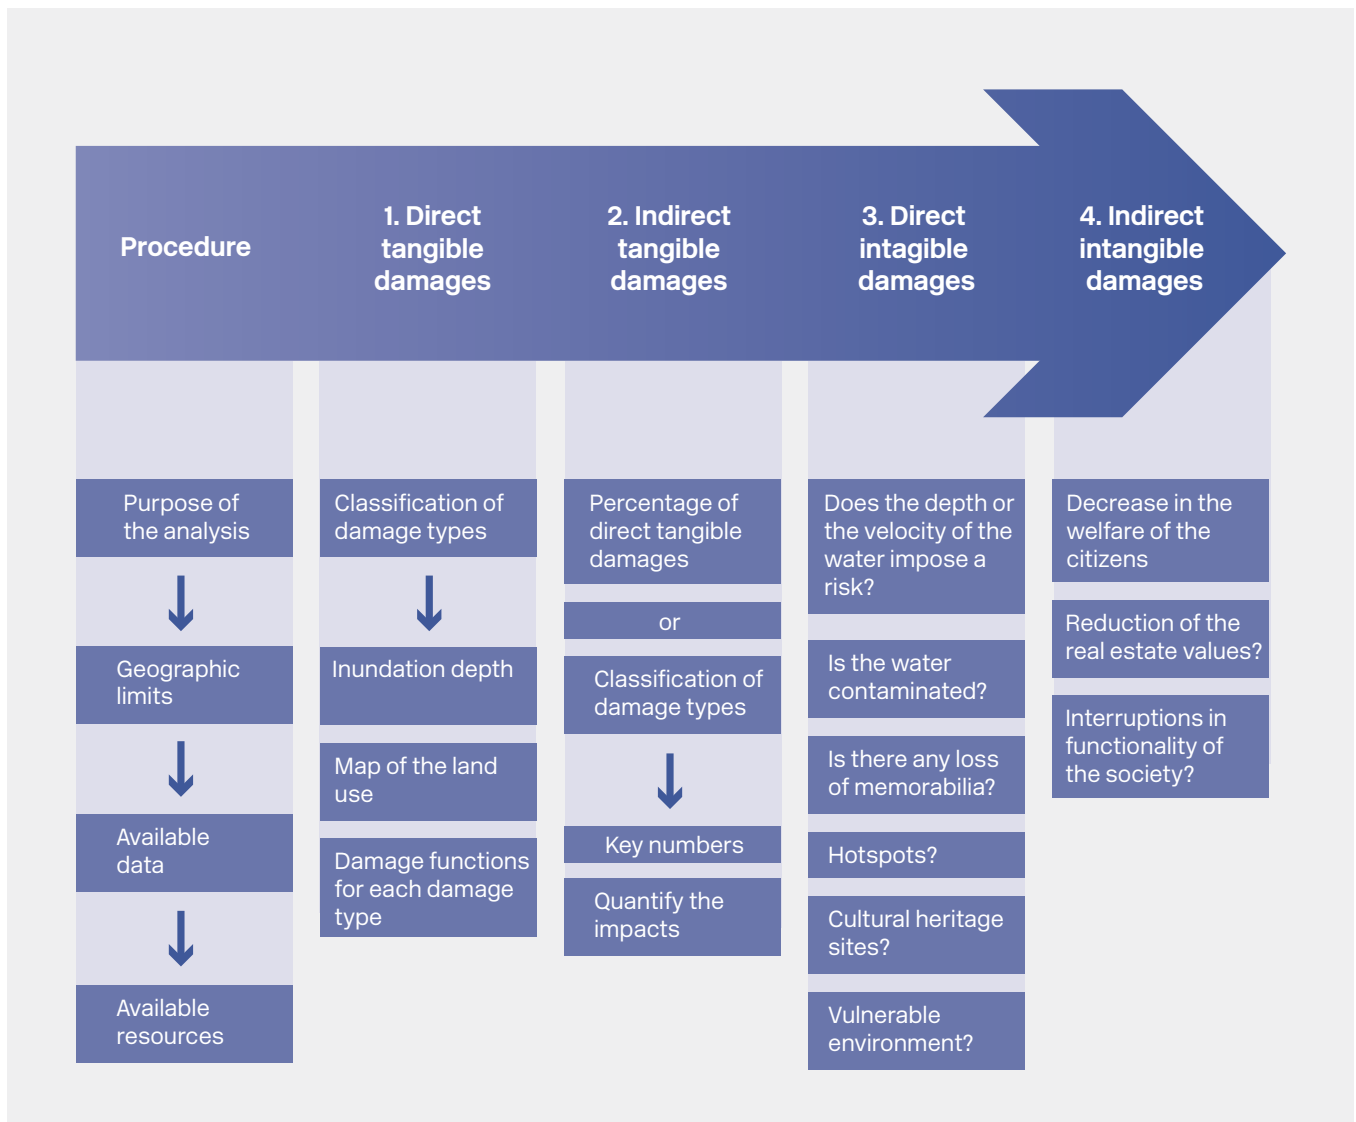 Procedure
1. Direct
tangible
damages
2. Indirect
tangible
damages
3. Direct
intagible
damages
4. Indirect
intangible
damages
Purpose of
the analysis
Geographic
limits
Available
data
Available
resources
Classification of
damage types
Inundation depth
Map of the land
use
Damage functions
for each damage
type
Percentage of
direct tangible
damages
or
Classification of
damage types
Key numbers
Quantify the
impacts
Does the depth or
the velocity of the
water impose a
risk?
Is the water
contaminated?
Is there any loss
of memorabilia?
Hotspots?
Cultural heritage
sites?
Vulnerable
environment?
Decrease in the
welfare of the
citizens
Reduction of the
real estate values?
Interruptions in
functionality of
the society?